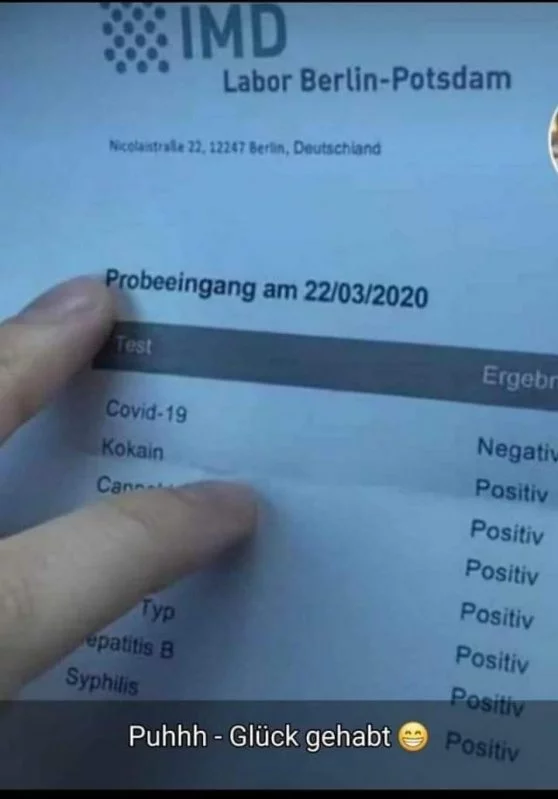 IMD
Labor Berlin-Potsdam
Nicolaistraße 22, 12247 Berlin, Deutschland
Probeeingang am 22/03/2020
Test Ergebn
Covid-19 Negativ
Kokain Positiv
Positiv
Positiv
Positiv
Typ Positiv
epatitis B Positiv
Syphilis Positiv
Puhhh - Glück gehabt 😁